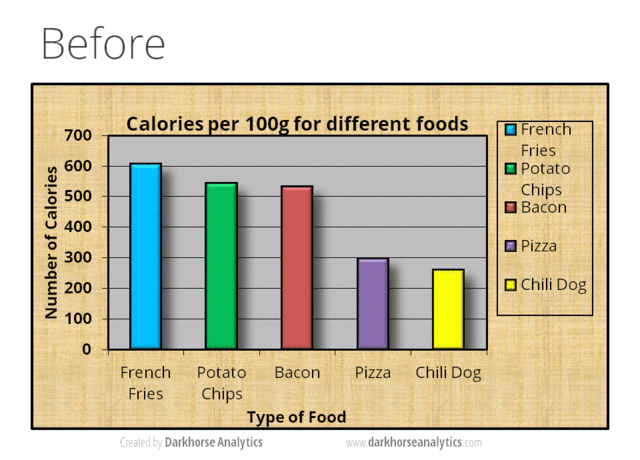 Before
Calories per 100g for different foods
Number of Calories
700
600
500
400
300
200
100
0
French
Fries
Potato
Chips
Bacon
Pizza
Chili Dog
Type of Food
French
Fries
Potato
Chips
Bacon
Pizza
Chili Dog
Created by Darkhorse Analytics
www.darkhorseanalytics.com